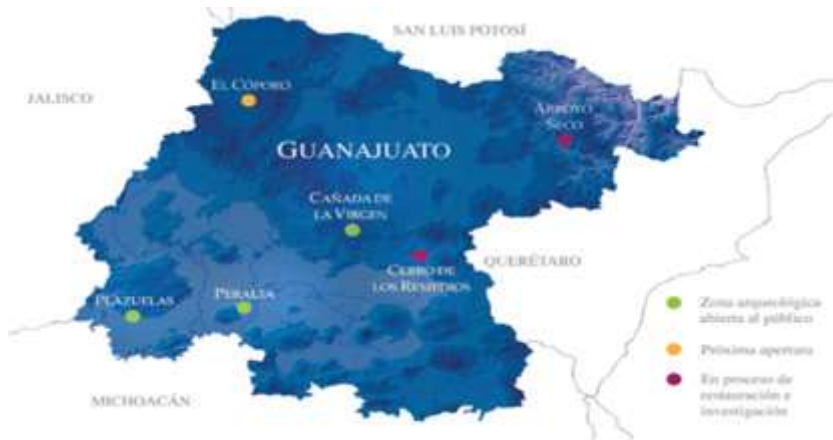 SAN LUIS POTOSÍ
JALISCO
EL CÓPORO
ARROYO
SECO
GUANAJUATO
CAÑADA DE
LA VIRGEN
QUERÉTARO
CERRO DE
LOS REMEDIOS
PLAZUELAS
PERALTA
MICHOACÁN
Zona arqueológica
abierta al público
Próxima apertura
En proceso de
restauración e
investigación